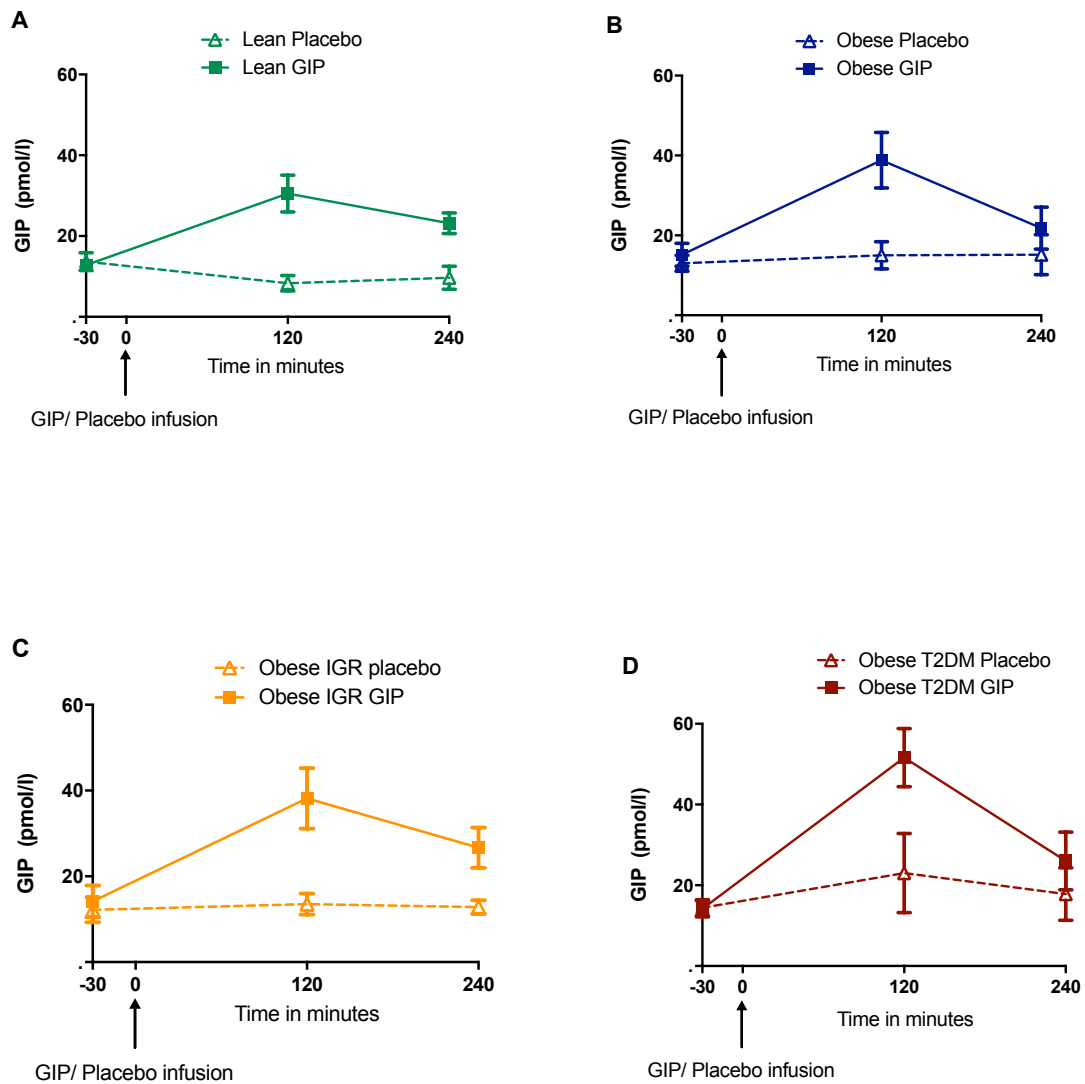 A
Lean Placebo
Lean GIP
60
40
20
GIP (pmol/l)
-30 0 120 240
Time in minutes
GIP/ Placebo infusion
B
Obese Placebo
Obese GIP
60
40
20
GIP (pmol/l)
-30 0 120 240
Time in minutes
GIP/ Placebo infusion
C
Obese IGR placebo
Obese IGR GIP
60
40
20
GIP (pmol/l)
-30 0 120 240
Time in minutes
GIP/ Placebo infusion
D
Obese T2DM Placebo
Obese T2DM GIP
60
40
20
GIP (pmol/l)
-30 0 120 240
Time in minutes
GIP/ Placebo infusion